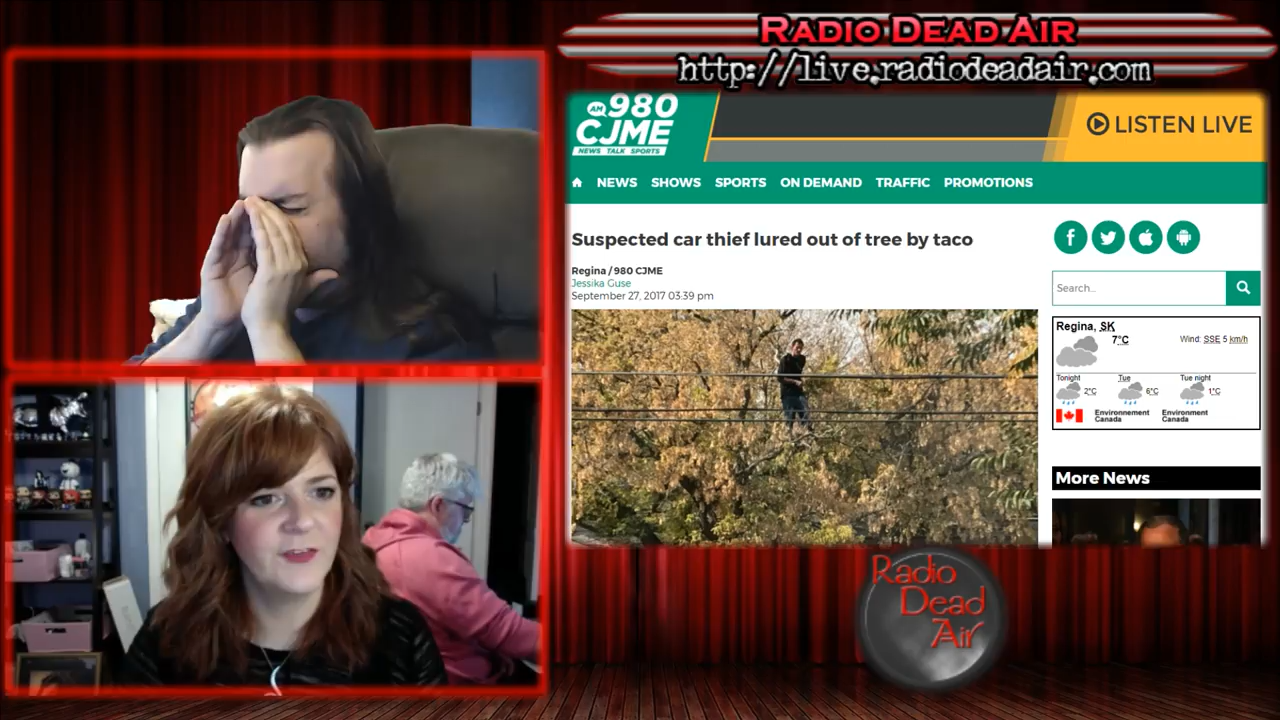 Radio Dead Air
http://live.radiodeadair.com
AM 980
CJME
NEWS TALK SPORTS
LISTEN LIVE
NEWS SHOWS SPORTS ON DEMAND TRAFFIC PROMOTIONS
Suspected car thief lured out of tree by taco
Regina / 980 CJME
Jessika Guse
September 27, 2017 03:39 pm
Search...
Regina, SK
7°C
Wind: SSE 5 km/h
Tonight Tue Tue night
2°C 6°C 1°C
Environnement Environment
Canada Canada
More News
Radio
Dead
Air